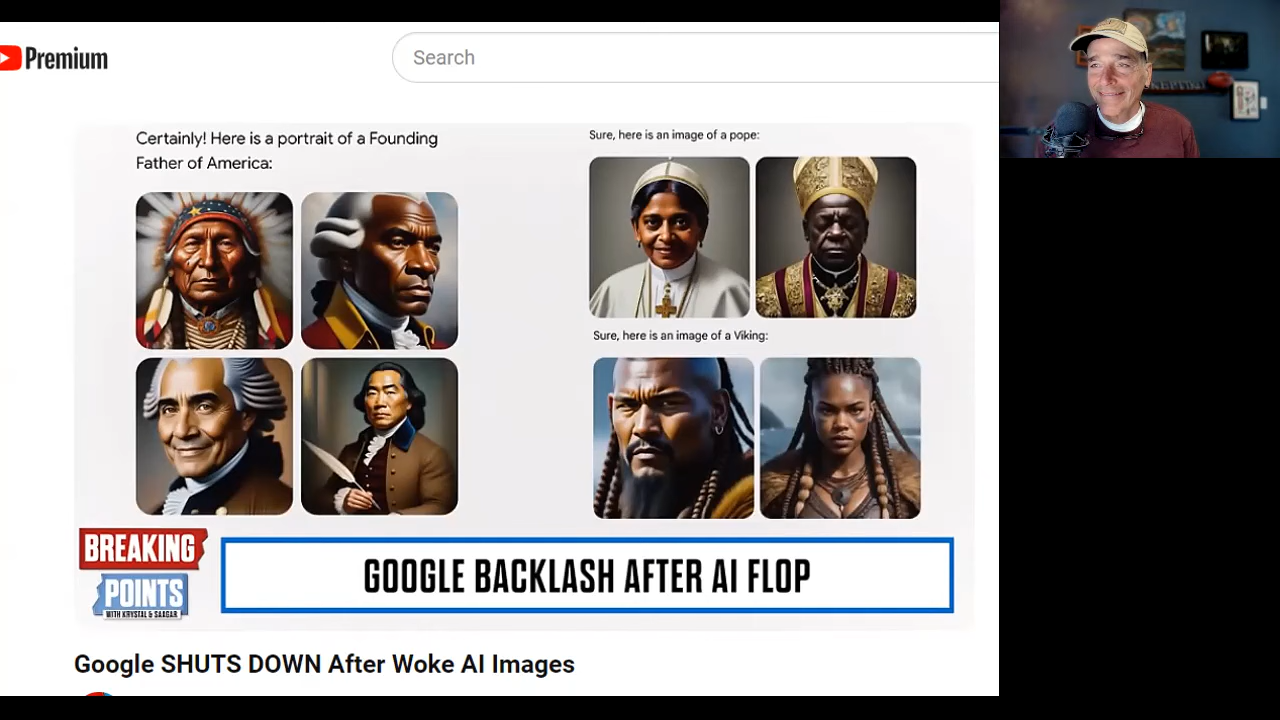 Premium
Search
Certainly! Here is a portrait of a Founding
Father of America:
Sure, here is an image of a pope:
Sure, here is an image of a Viking:
BREAKING
POINTS
WITH KRYSTAL & SAAGAR
GOOGLE BACKLASH AFTER AI FLOP
Google SHUTS DOWN After Woke AI Images